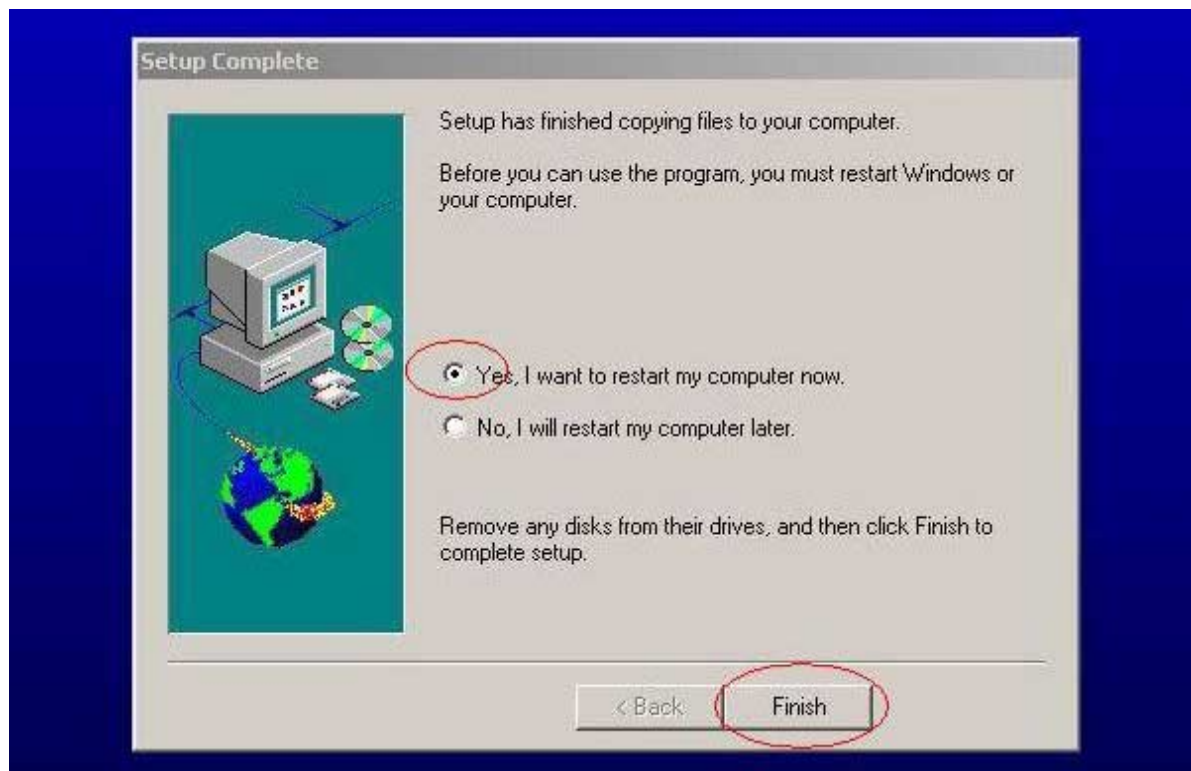 Setup Complete
Setup has finished copying files to your computer.
Before you can use the program, you must restart Windows or
your computer.
Yes, I want to restart my computer now.
No, I will restart my computer later.
Remove any disks from their drives, and then click Finish to
complete setup.
< Back
Finish